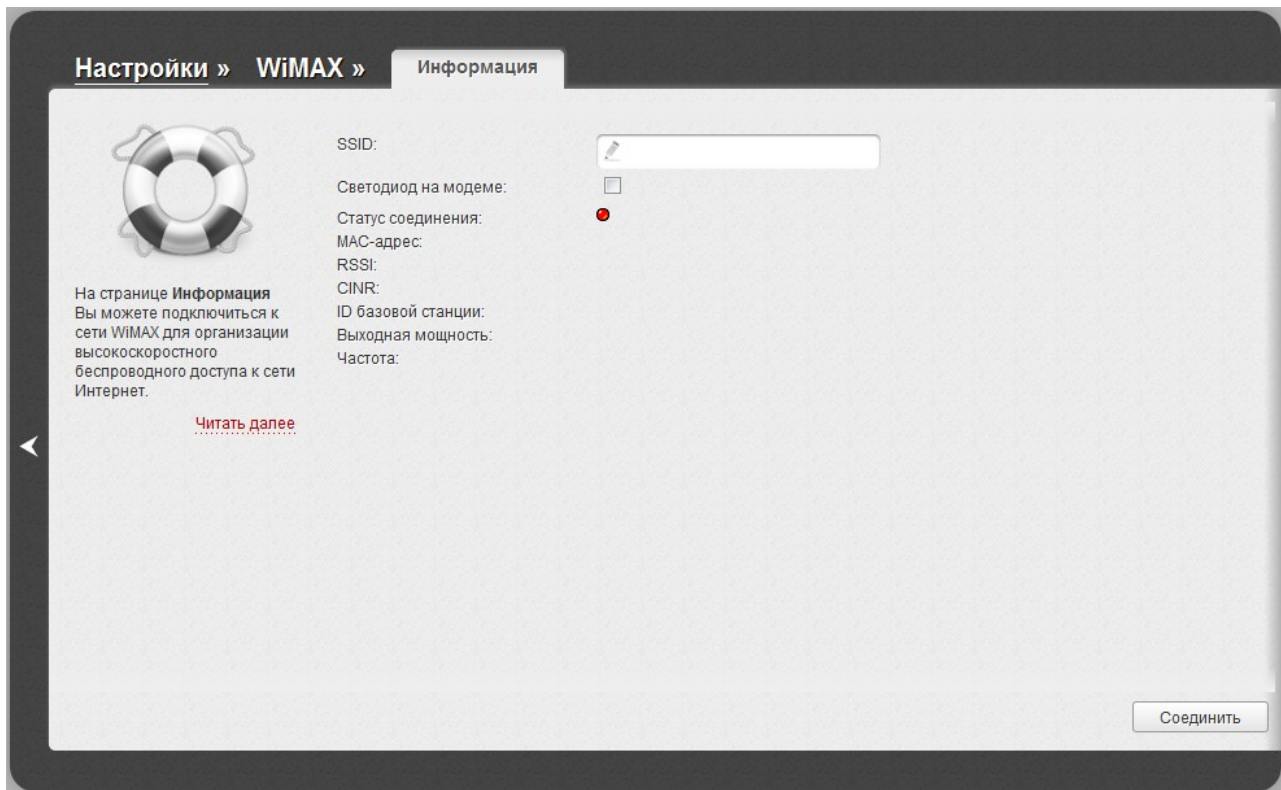 Настройки » WiMAX » Информация
SSID:
Светодиод на модеме:
Статус соединения:
MAC-адрес:
RSSI:
CINR:
ID базовой станции:
Выходная мощность:
Частота:
На странице Информация
Вы можете подключиться к
сети WiMAX для организации
высокоскоростного
беспроводного доступа к сети
Интернет.
Читать далее
Соединить